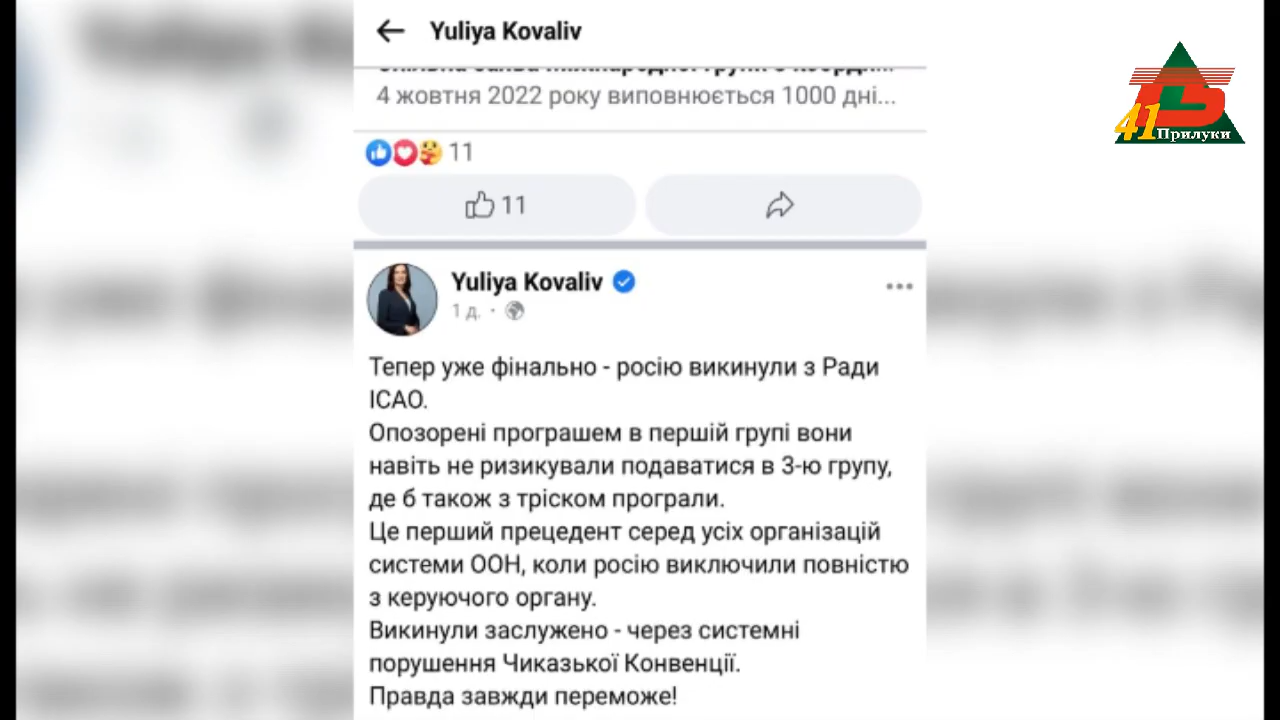 Yuliya Kovaliv
4 жовтня 2022 року виповнюється 1000 дні...
11
11
Yuliya Kovaliv
1 д.
Тепер уже фінально - росію викинули з Ради
ІСАО.
Опозорені програшем в першій групі вони
навіть не ризикували подаватися в 3-ю групу,
де б також з тріском програли.
Це перший прецедент серед усіх організацій
системи ООН, коли росію виключили повністю
з керуючого органу.
Викинули заслужено - через системні
порушення Чиказької Конвенції.
Правда завжди переможе!
41 Прилуки